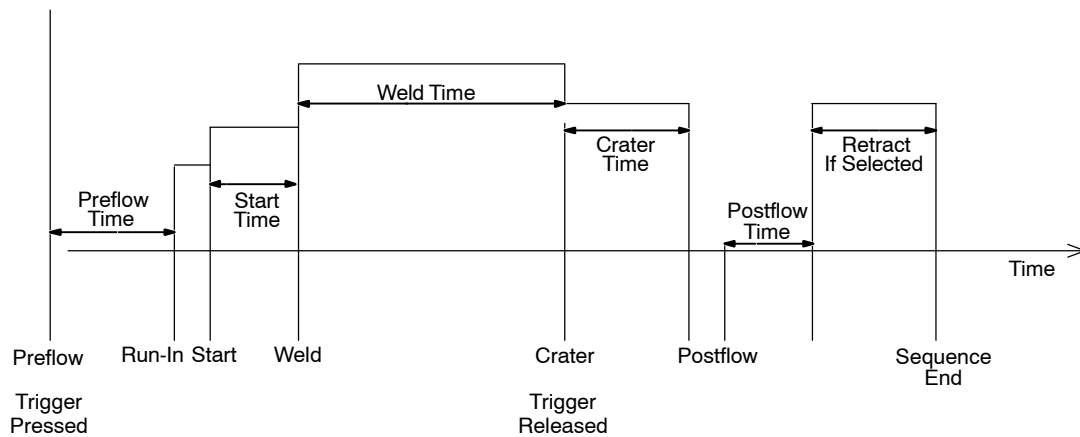 Weld Time
Crater
Time
Retract
If Selected
Preflow
Time
Start
Time
Postflow
Time
Time
Preflow
Run-In
Start
Weld
Crater
Postflow
Sequence
End
Trigger
Pressed
Trigger
Released